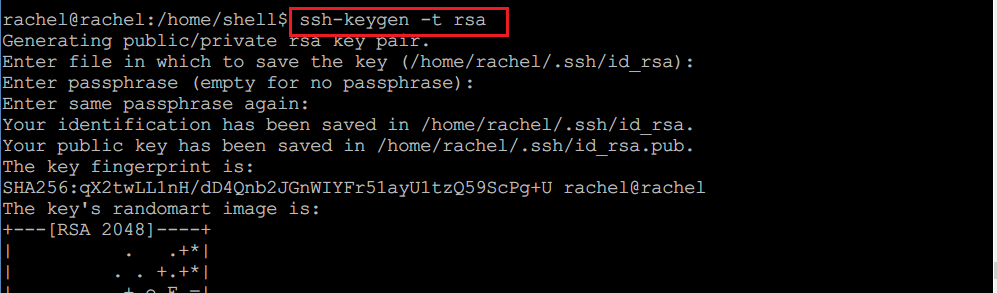 rachel@rachel:/home/shell$ ssh-keygen -t rsa
Generating public/private rsa key pair.
Enter file in which to save the key (/home/rachel/.ssh/id_rsa):
Enter passphrase (empty for no passphrase):
Enter same passphrase again:
Your identification has been saved in /home/rachel/.ssh/id_rsa.
Your public key has been saved in /home/rachel/.ssh/id_rsa.pub.
The key fingerprint is:
SHA256:qX2twLL1nH/dD4Qnb2JGnWIYFr51ayU1tzQ59ScPg+U rachel@rachel
The key's randomart image is:
+---[RSA 2048]----+
|           .   .+*|
|          . . +.+*|
|           + o E =|